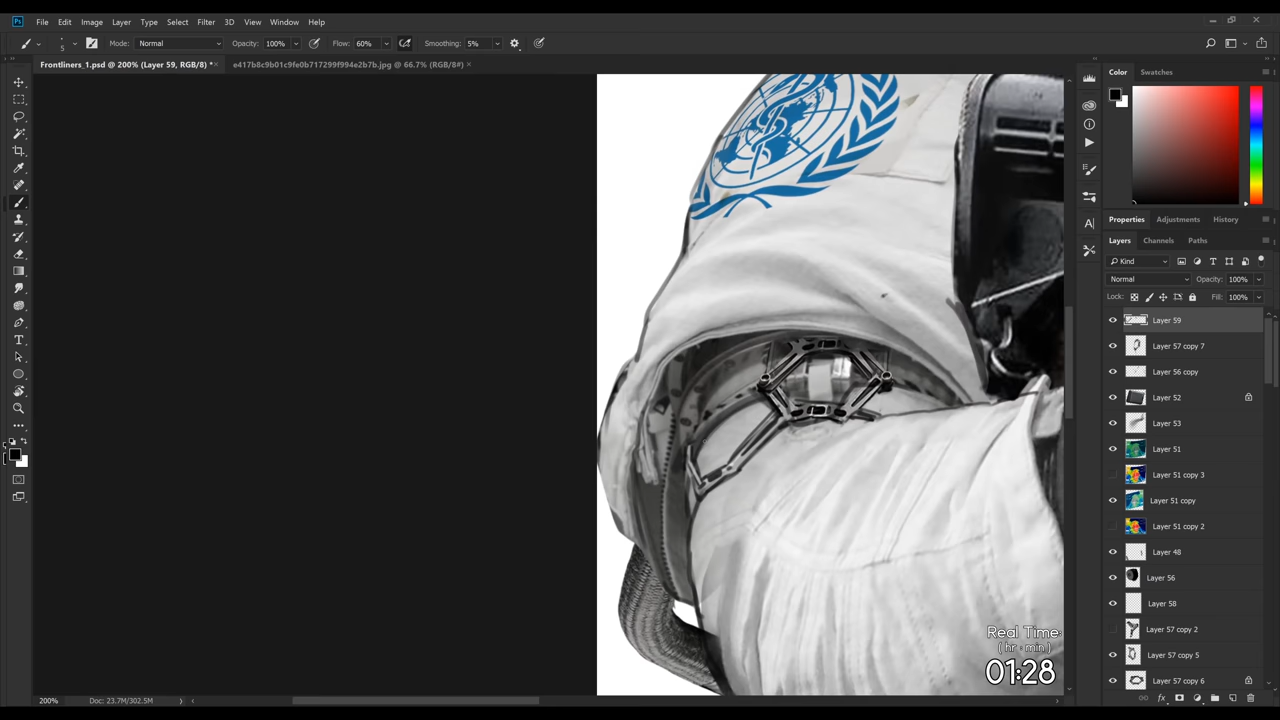 Ps File Edit Image Layer Type Select Filter 3D View Window Help
5 Mode: Normal Opacity: 100% Flow: 60% Smoothing: 5%
Frontliners_1.psd @ 200% (Layer 59, RGB/8) * × e417b8c9b01c9fe0b717299f994e2b7b.jpg @ 66.7% (RGB/8#) ×
Color Swatches
Properties Adjustments History
Layers Channels Paths
Kind
Normal Opacity: 100%
Lock: Fill: 100%
Layer 59
Layer 57 copy 7
Layer 56 copy
Layer 52
Layer 53
Layer 51
Layer 51 copy 3
Layer 51 copy
Layer 51 copy 2
Layer 48
Layer 56
Layer 58
Layer 57 copy 2
Layer 57 copy 5
Layer 57 copy 6
Real Time:
( hr - min )
01:28
200% Doc: 23.7M/302.5M